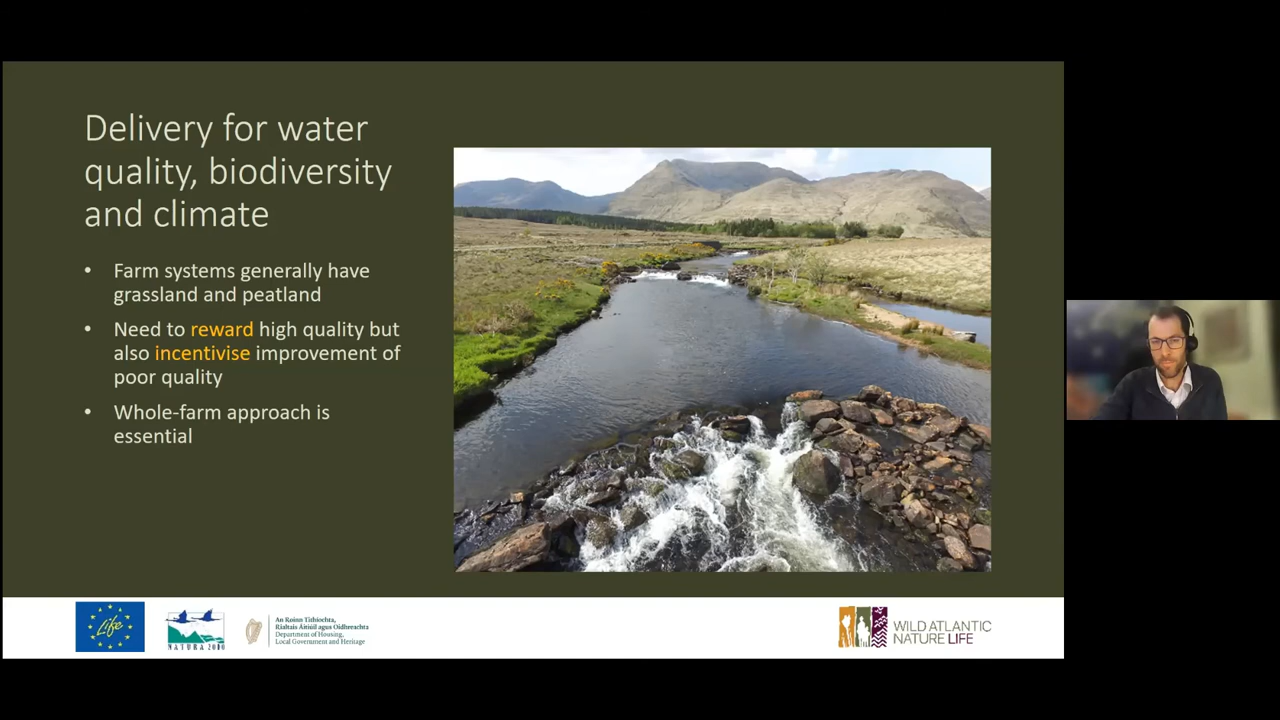 Delivery for water
quality, biodiversity
and climate
• Farm systems generally have
grassland and peatland
• Need to reward high quality but
also incentivise improvement of
poor quality
• Whole-farm approach is
essential
Life
NATURA 2000
An Roinn Tithíochta,
Rialtais Áitiúil agus Oidhreachta
Department of Housing,
Local Government and Heritage
WILD ATLANTIC
NATURE LIFE